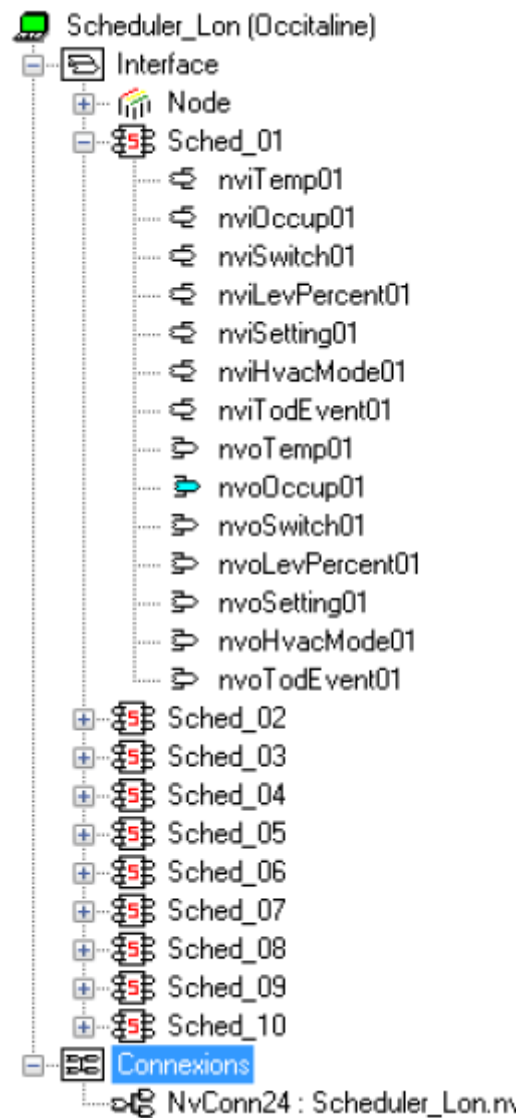 Scheduler_Lon (Occitaline)
Interface
Node
Sched_01
nviTemp01
nviOccup01
nviSwitch01
nviLevPercent01
nviSetting01
nviHvacMode01
nviTodEvent01
nvoTemp01
nvoOccup01
nvoSwitch01
nvoLevPercent01
nvoSetting01
nvoHvacMode01
nvoTodEvent01
Sched_02
Sched_03
Sched_04
Sched_05
Sched_06
Sched_07
Sched_08
Sched_09
Sched_10
Connexions
NvConn24 : Scheduler_Lon.nv